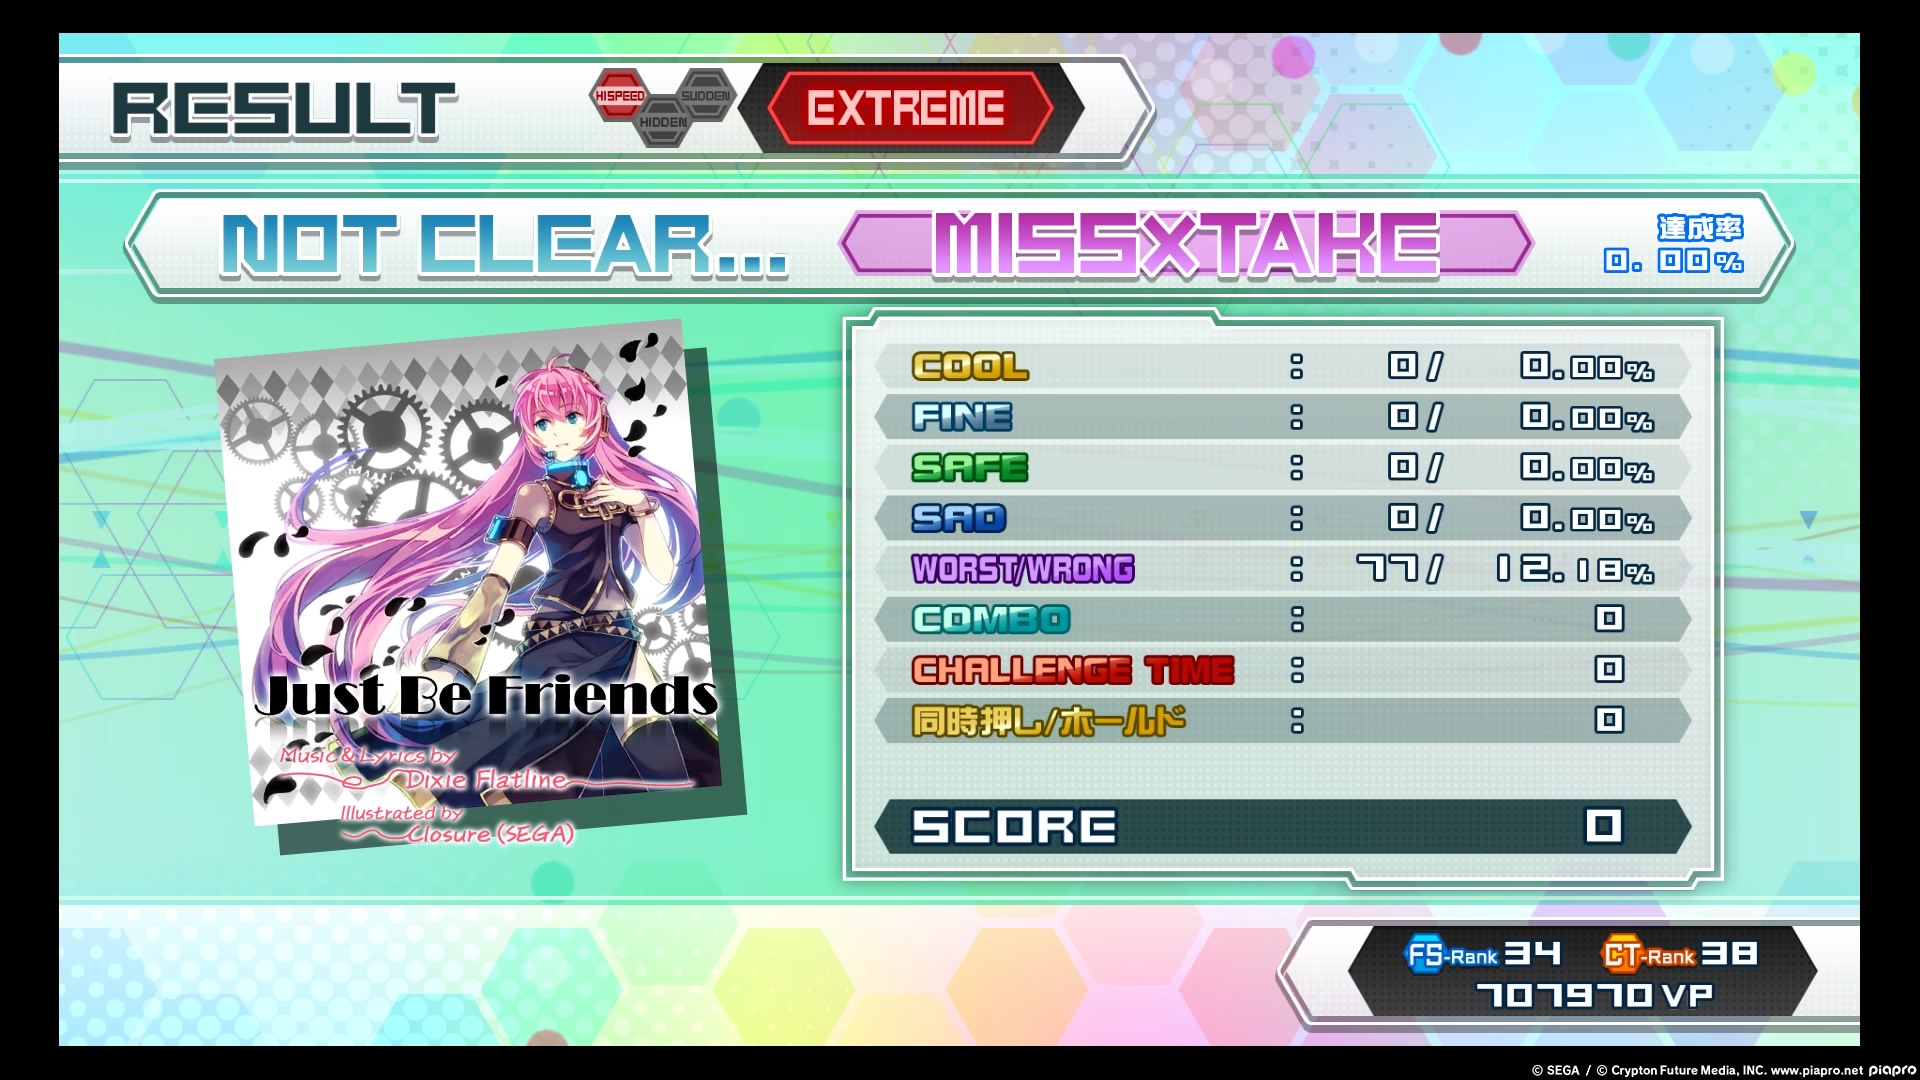 RESULT
HISPEED
HIDDEN
SUDDEN
EXTREME
NOT CLEAR...
MISS×TAKE
達成率
0.00%
COOL : 0/ 0.00%
FINE : 0/ 0.00%
SAFE : 0/ 0.00%
SAD : 0/ 0.00%
WORST/WRONG : 77/ 12.18%
COMBO : 0
CHALLENGE TIME : 0
同時押し/ホールド : 0
SCORE 0
Just Be Friends
Music & Lyrics by
Dixie Flatline
Illustrated by
Closure (SEGA)
FS-Rank 34 CT-Rank 38
707970 VP
© SEGA / © Crypton Future Media, INC. www.piapro.net piapro